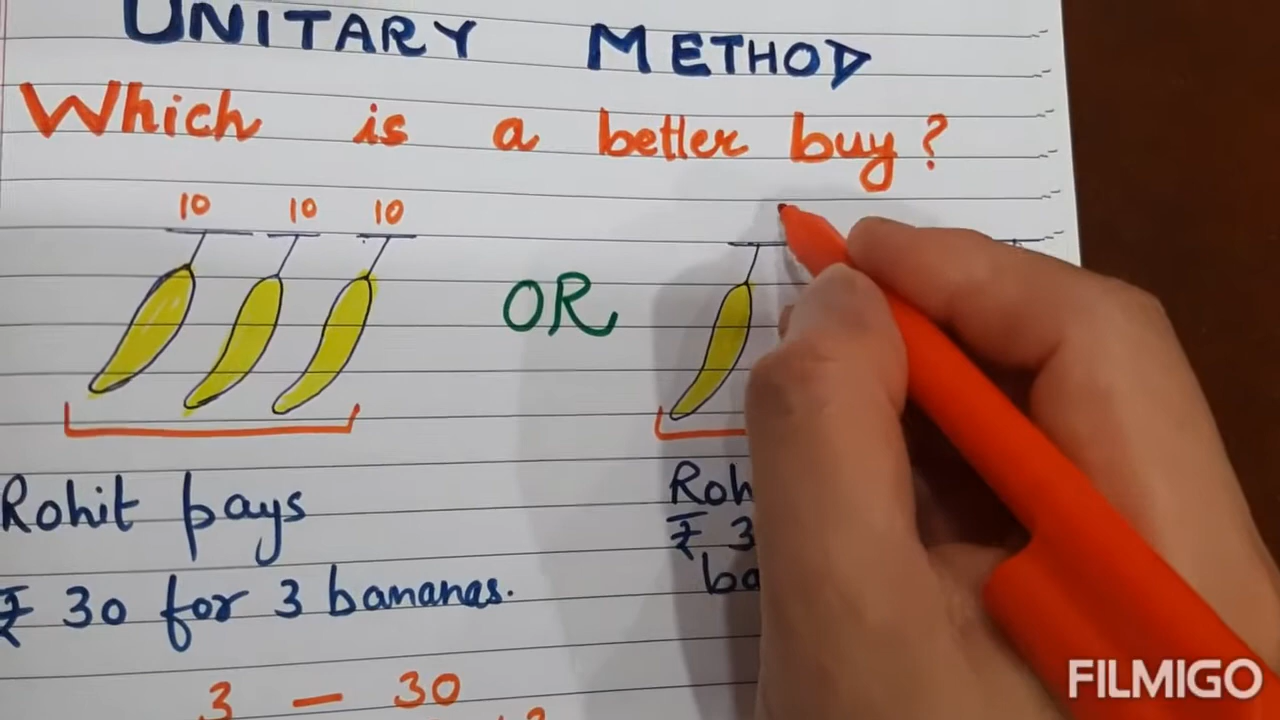 UNITARY METHOD
Which is a better buy?
10 10 10
OR
Rohit pays
₹ 30 for 3 bananas.
3 — 30
Roh
₹ 3
ba
FILMIGO